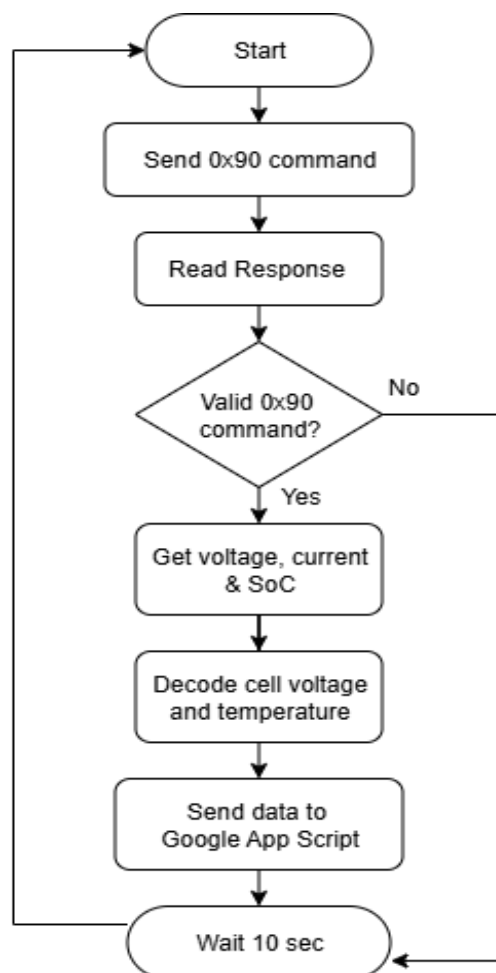 Start
Send 0x90 command
Read Response
Valid 0x90
command?
No
Yes
Get voltage, current
& SoC
Decode cell voltage
and temperature
Send data to
Google App Script
Wait 10 sec